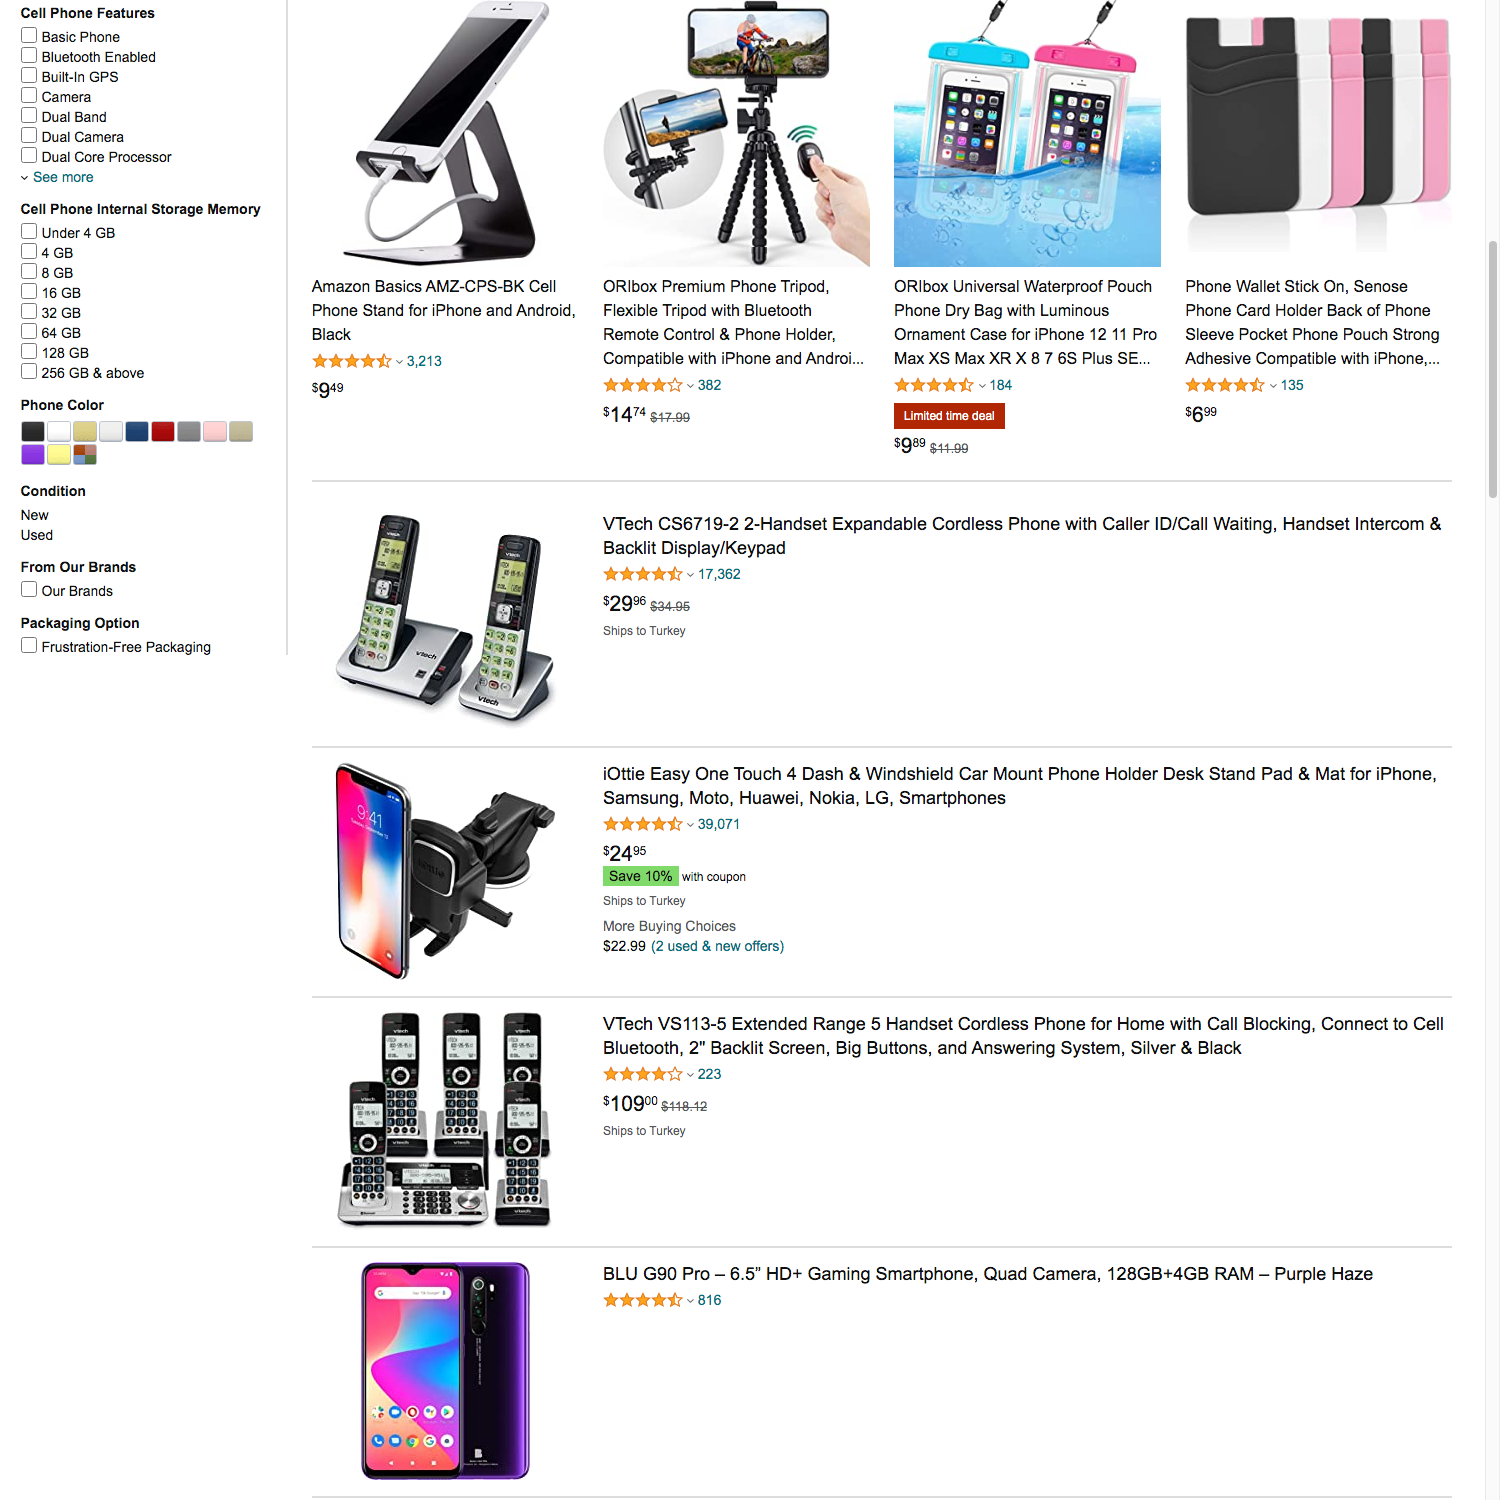 Cell Phone Features
Basic Phone
Bluetooth Enabled
Built-In GPS
Camera
Dual Band
Dual Camera
Dual Core Processor
See more
Cell Phone Internal Storage Memory
Under 4 GB
4 GB
8 GB
16 GB
32 GB
64 GB
128 GB
256 GB & above
Phone Color
Condition
New
Used
From Our Brands
Our Brands
Packaging Option
Frustration-Free Packaging
Amazon Basics AMZ-CPS-BK Cell
Phone Stand for iPhone and Android,
Black
3,213
$9.49
ORIbox Premium Phone Tripod,
Flexible Tripod with Bluetooth
Remote Control & Phone Holder,
Compatible with iPhone and Androi...
382
$14.74 $17.99
ORIbox Universal Waterproof Pouch
Phone Dry Bag with Luminous
Ornament Case for iPhone 12 11 Pro
Max XS Max XR X 8 7 6S Plus SE...
184
Limited time deal
$9.89 $11.99
Phone Wallet Stick On, Senose
Phone Card Holder Back of Phone
Sleeve Pocket Phone Pouch Strong
Adhesive Compatible with iPhone,...
135
$6.99
vtech
vtech
vtech
vtech
VTech CS6719-2 2-Handset Expandable Cordless Phone with Caller ID/Call Waiting, Handset Intercom &
Backlit Display/Keypad
17,362
$29.96 $34.95
Ships to Turkey
9:41
iOttie Easy One Touch 4 Dash & Windshield Car Mount Phone Holder Desk Stand Pad & Mat for iPhone,
Samsung, Moto, Huawei, Nokia, LG, Smartphones
39,071
$24.95
Save 10% with coupon
Ships to Turkey
More Buying Choices
$22.99 (2 used & new offers)
vtech
vtech
vtech
vtech
vtech
VTech VS113-5 Extended Range 5 Handset Cordless Phone for Home with Call Blocking, Connect to Cell
Bluetooth, 2" Backlit Screen, Big Buttons, and Answering System, Silver & Black
223
$109.00 $118.12
Ships to Turkey
BLU G90 Pro – 6.5” HD+ Gaming Smartphone, Quad Camera, 128GB+4GB RAM – Purple Haze
816